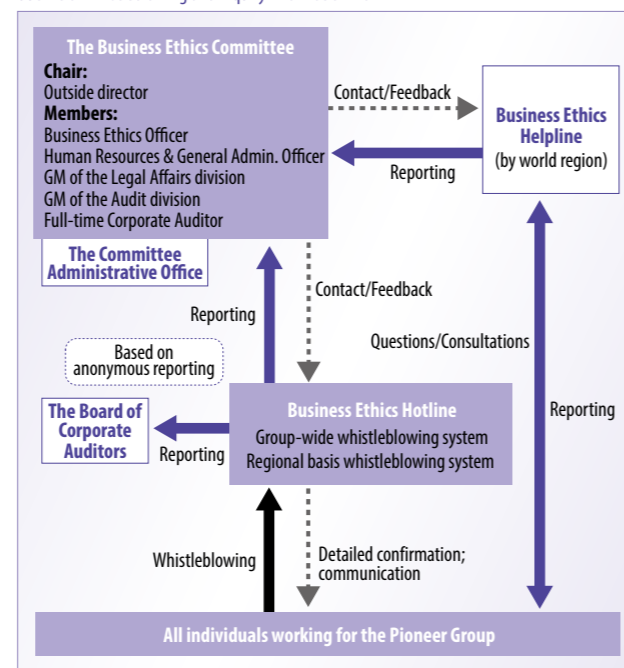 The Business Ethics Committee
Chair:
Outside director
Members:
Business Ethics Officer
Human Resources & General Admin. Officer
GM of the Legal Affairs division
GM of the Audit division
Full-time Corporate Auditor
The Committee
Administrative Office
Contact/Feedback
Reporting
Business Ethics
Helpline
(by world region)
Reporting
Contact/Feedback
Based on
anonymous reporting
Questions/Consultations
Reporting
The Board of
Corporate
Auditors
Reporting
Business Ethics Hotline
Group-wide whistleblowing system
Regional basis whistleblowing system
Whistleblowing
Detailed confirmation;
communication
All individuals working for the Pioneer Group